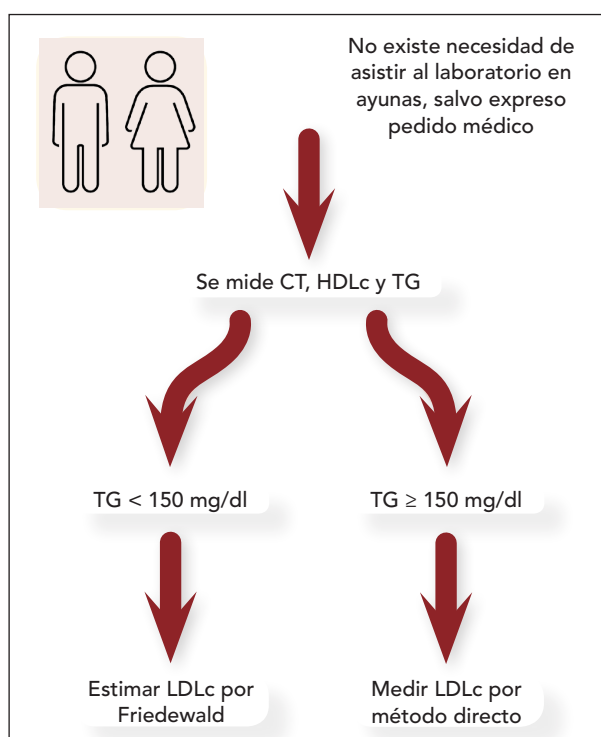 No existe necesidad de
asistir al laboratorio en
ayunas, salvo expreso
pedido médico
Se mide CT, HDLc y TG
TG < 150 mg/dl
TG ≥ 150 mg/dl
Estimar LDLc por
Friedewald
Medir LDLc por
método directo